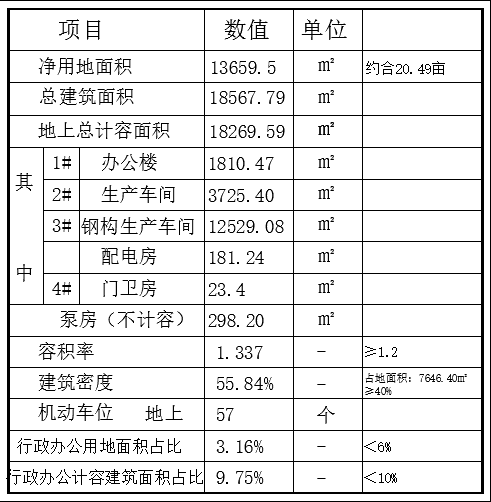 项目 数值 单位
净用地面积 13659.5 ㎡ 约合20.49亩
总建筑面积 18567.79 ㎡
地上总计容面积 18269.59 ㎡
其中
1# 办公楼 1810.47 ㎡
2# 生产车间 3725.40 ㎡
3# 钢构生产车间 12529.08 ㎡
配电房 181.24 ㎡
4# 门卫房 23.4 ㎡
泵房（不计容） 298.20 ㎡
容积率 1.337 - ≥1.2
建筑密度 55.84% - 占地面积：7646.40㎡
≥40%
机动车位 地上 57 个
行政办公用地面积占比 3.16% - <6%
行政办公计容建筑面积占比 9.75% - <10%